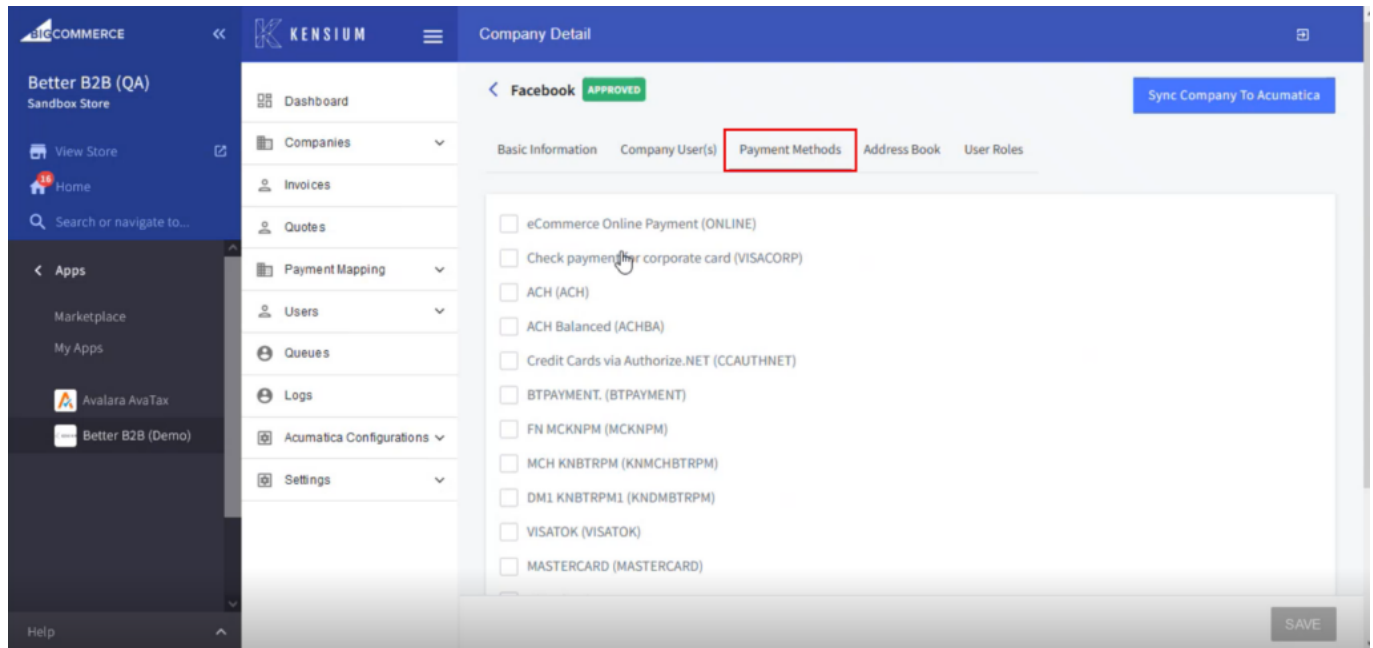 BIGCOMMERCE
Better B2B (QA)
Sandbox Store
View Store
16
Home
Search or navigate to...
Apps
Marketplace
My Apps
Avalara AvaTax
Better B2B (Demo)
Help
K KENSIUM
Dashboard
Companies
Invoices
Quotes
Payment Mapping
Users
Queues
Logs
Acumatica Configurations
Settings
Company Detail
Facebook APPROVED
Sync Company To Acumatica
Basic Information Company User(s) Payment Methods Address Book User Roles
eCommerce Online Payment (ONLINE)
Check payment for corporate card (VISACORP)
ACH (ACH)
ACH Balanced (ACHBA)
Credit Cards via Authorize.NET (CCAUTHNET)
BTPAYMENT. (BTPAYMENT)
FN MCKNPM (MCKNPM)
MCH KNBTRPM (KNMCHBTRPM)
DM1 KNBTRPM1 (KNDMBTRPM)
VISATOK (VISATOK)
MASTERCARD (MASTERCARD)
SAVE